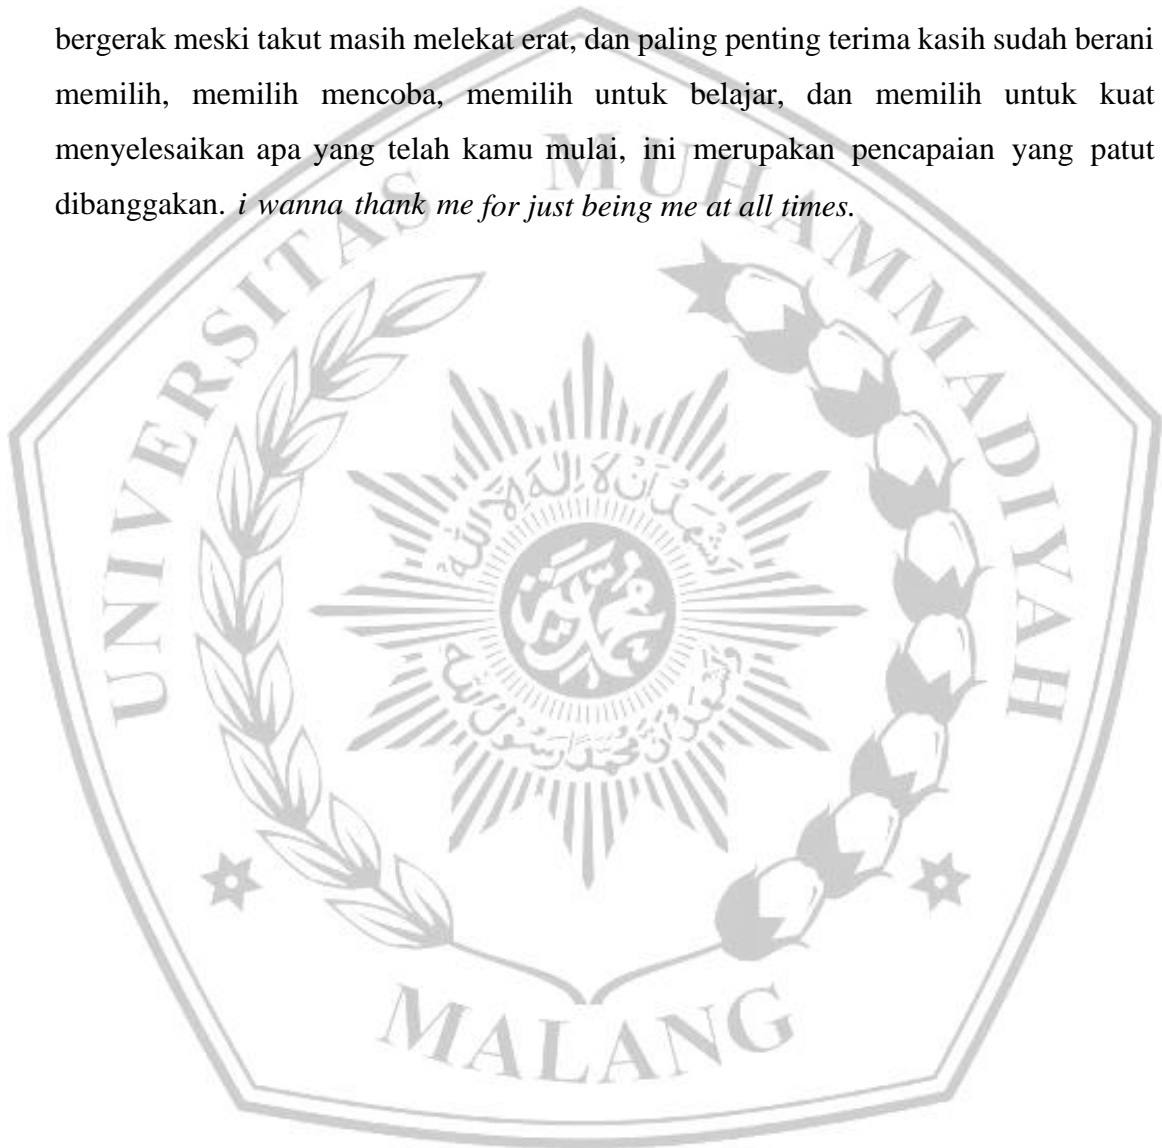 bergerak meski takut masih melekat erat, dan paling penting terima kasih sudah berani
memilih, memilih mencoba, memilih untuk belajar, dan memilih untuk kuat
menyelesaikan apa yang telah kamu mulai, ini merupakan pencapaian yang patut
dibanggakan. i wanna thank me for just being me at all times.
UNIVERSITAS MUHAMMADIYAH
MALANG